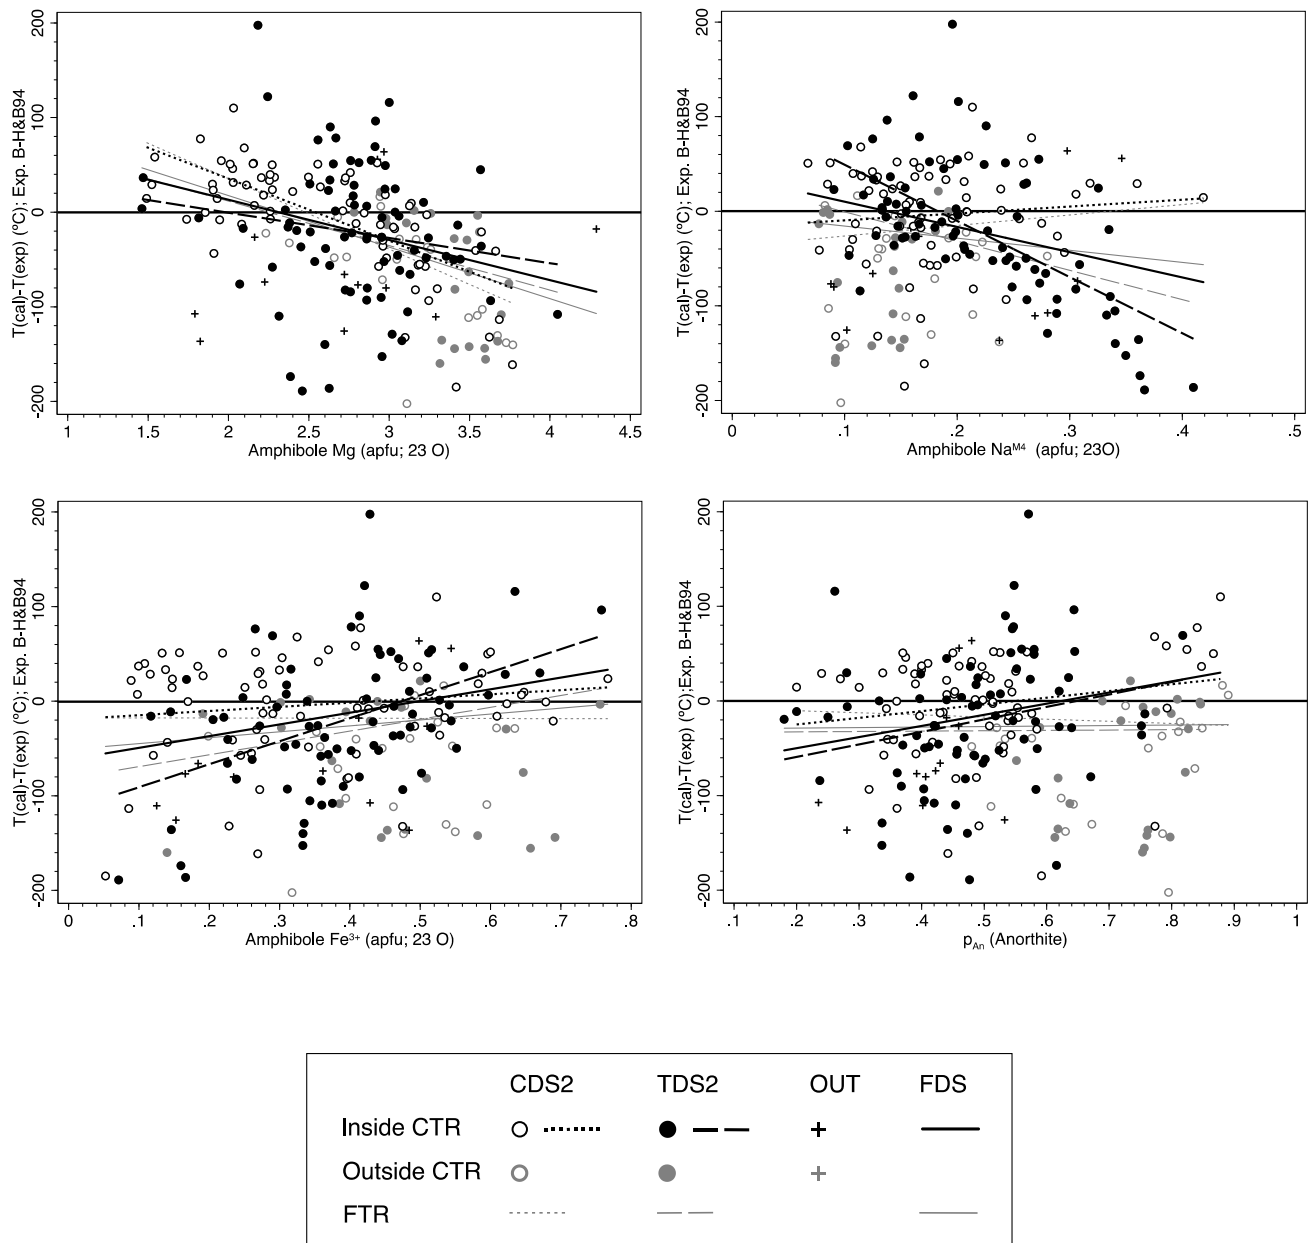 T(cal)-T(exp) (°C); Exp. B-H&B94
200
100
0
-100
-200
1 1.5 2 2.5 3 3.5 4 4.5
Amphibole Mg (apfu; 23 O)
T(cal)-T(exp) (°C); Exp. B-H&B94
200
100
0
-100
-200
0 .1 .2 .3 .4 .5
Amphibole Naᴹ⁴ (apfu; 23O)
T(cal)-T(exp) (°C); Exp. B-H&B94
200
100
0
-100
-200
0 .1 .2 .3 .4 .5 .6 .7 .8
Amphibole Fe³⁺ (apfu; 23 O)
T(cal)-T(exp) (°C);Exp. B-H&B94
200
100
0
-100
-200
.1 .2 .3 .4 .5 .6 .7 .8 .9 1
pAn (Anorthite)
CDS2 TDS2 OUT FDS
Inside CTR
Outside CTR
FTR